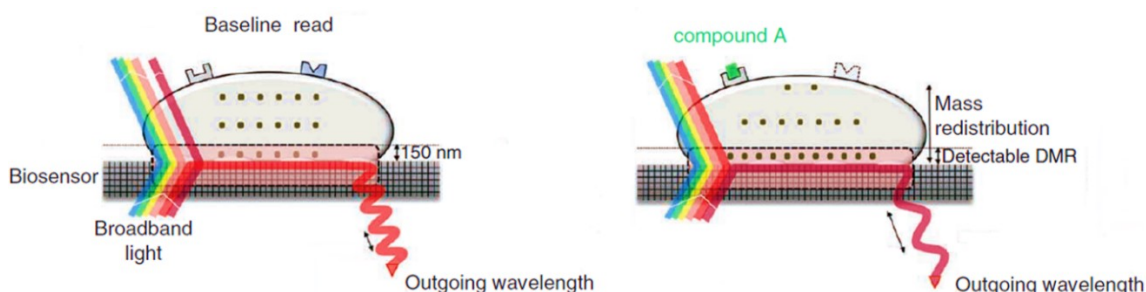 Baseline read
150 nm
Biosensor
Broadband
light
Outgoing wavelength
compound A
Mass
redistribution
Detectable DMR
Outgoing wavelength